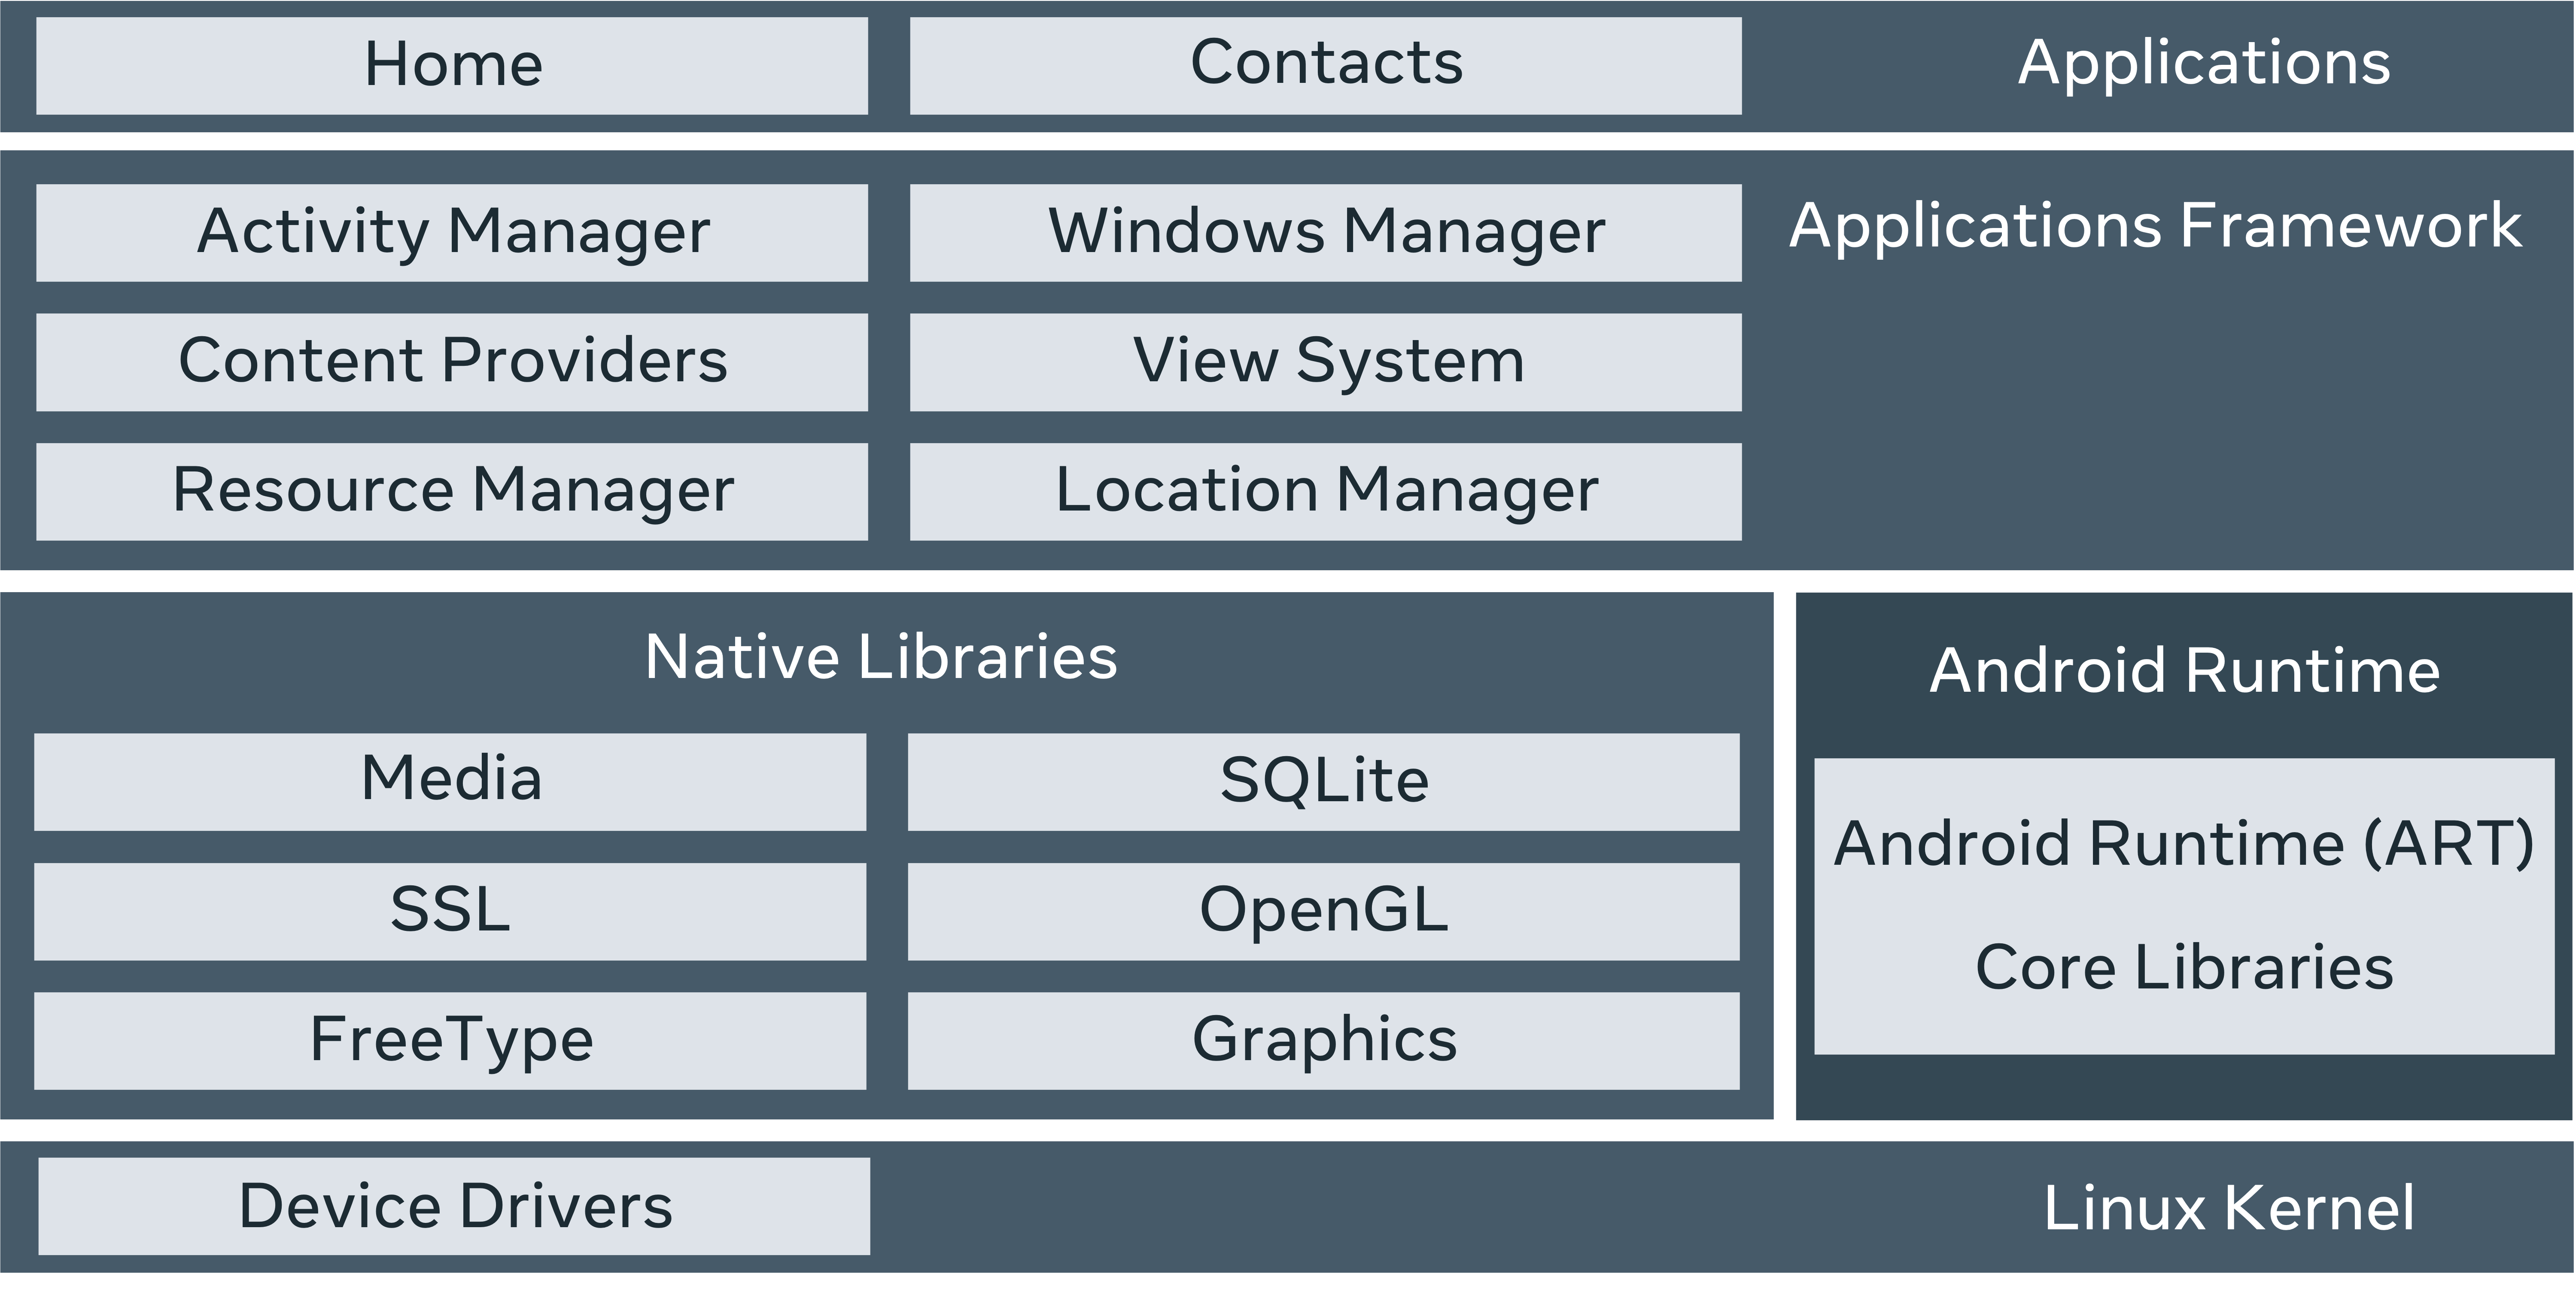 Home
Contacts
Applications
Activity Manager
Windows Manager
Applications Framework
Content Providers
View System
Resource Manager
Location Manager
Native Libraries
Media
SQLite
SSL
OpenGL
FreeType
Graphics
Android Runtime
Android Runtime (ART)
Core Libraries
Device Drivers
Linux Kernel